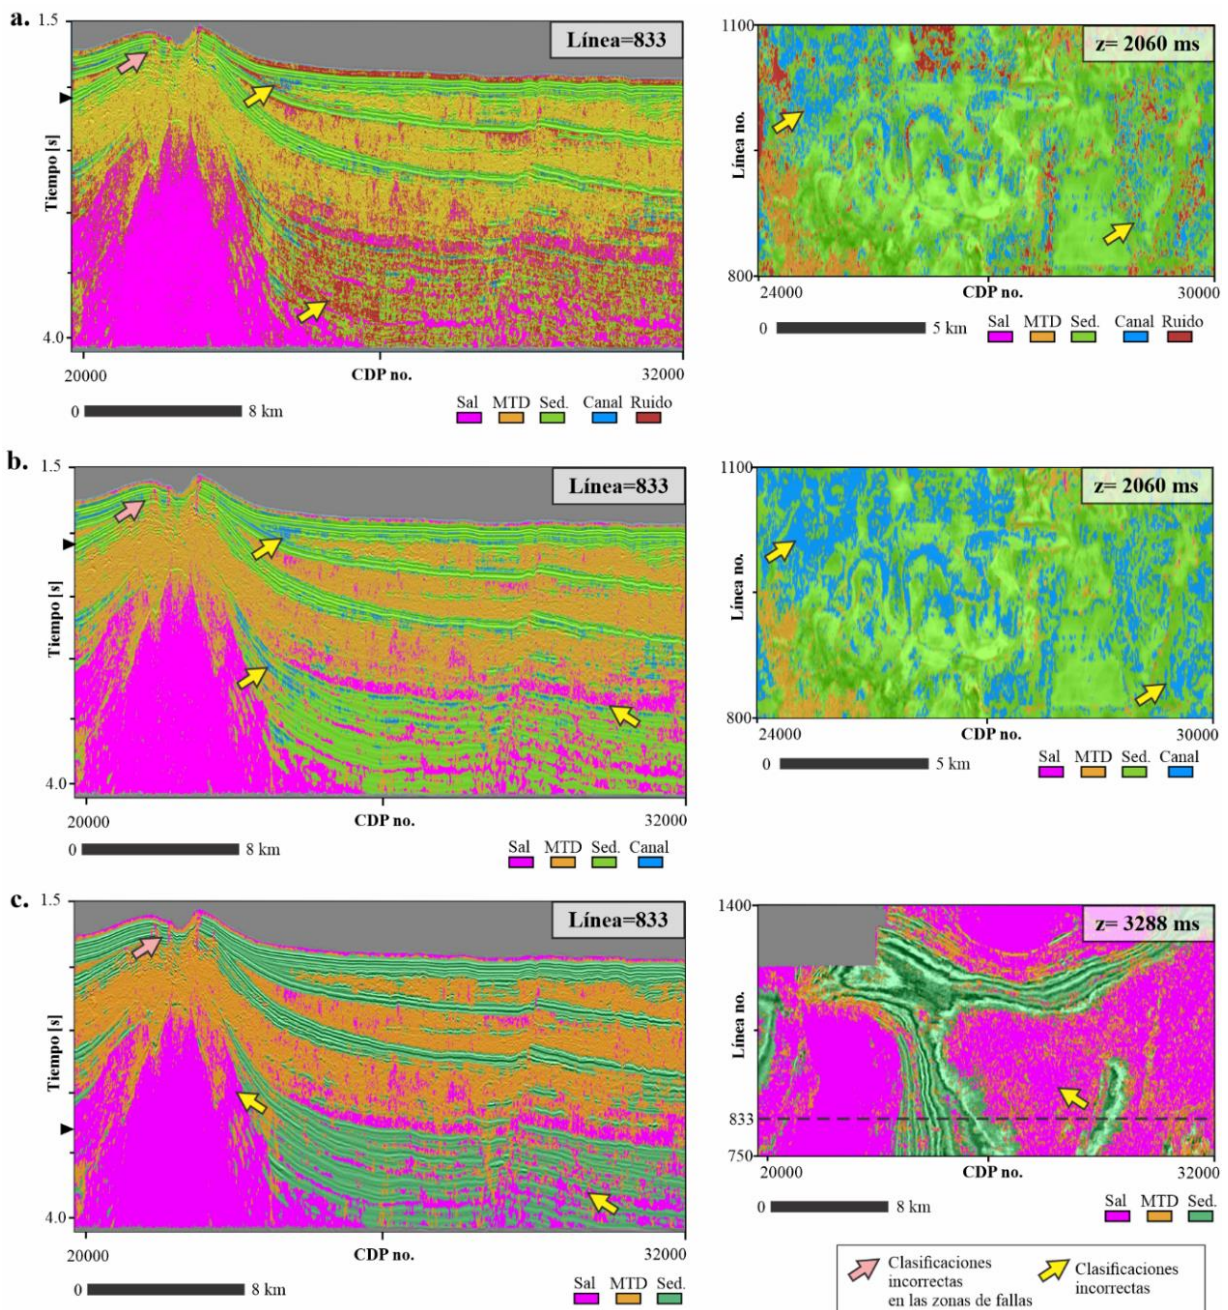 a.
1.5
Línea=833
Tiempo [s]
4.0
20000
CDP no.
32000
0
8 km
Sal MTD Sed. Canal Ruido
1100
z= 2060 ms
Línea no.
800
24000
CDP no.
30000
0
5 km
Sal MTD Sed. Canal Ruido
b.
1.5
Línea=833
Tiempo [s]
4.0
20000
CDP no.
32000
0
8 km
Sal MTD Sed. Canal
1100
z= 2060 ms
Línea no.
800
24000
CDP no.
30000
0
5 km
Sal MTD Sed. Canal
c.
1.5
Línea=833
Tiempo [s]
4.0
20000
CDP no.
32000
0
8 km
Sal MTD Sed.
1400
z= 3288 ms
Línea no.
833
750
20000
CDP no.
32000
0
8 km
Sal MTD Sed.
Clasificaciones
incorrectas
en las zonas de fallas
Clasificaciones
incorrectas